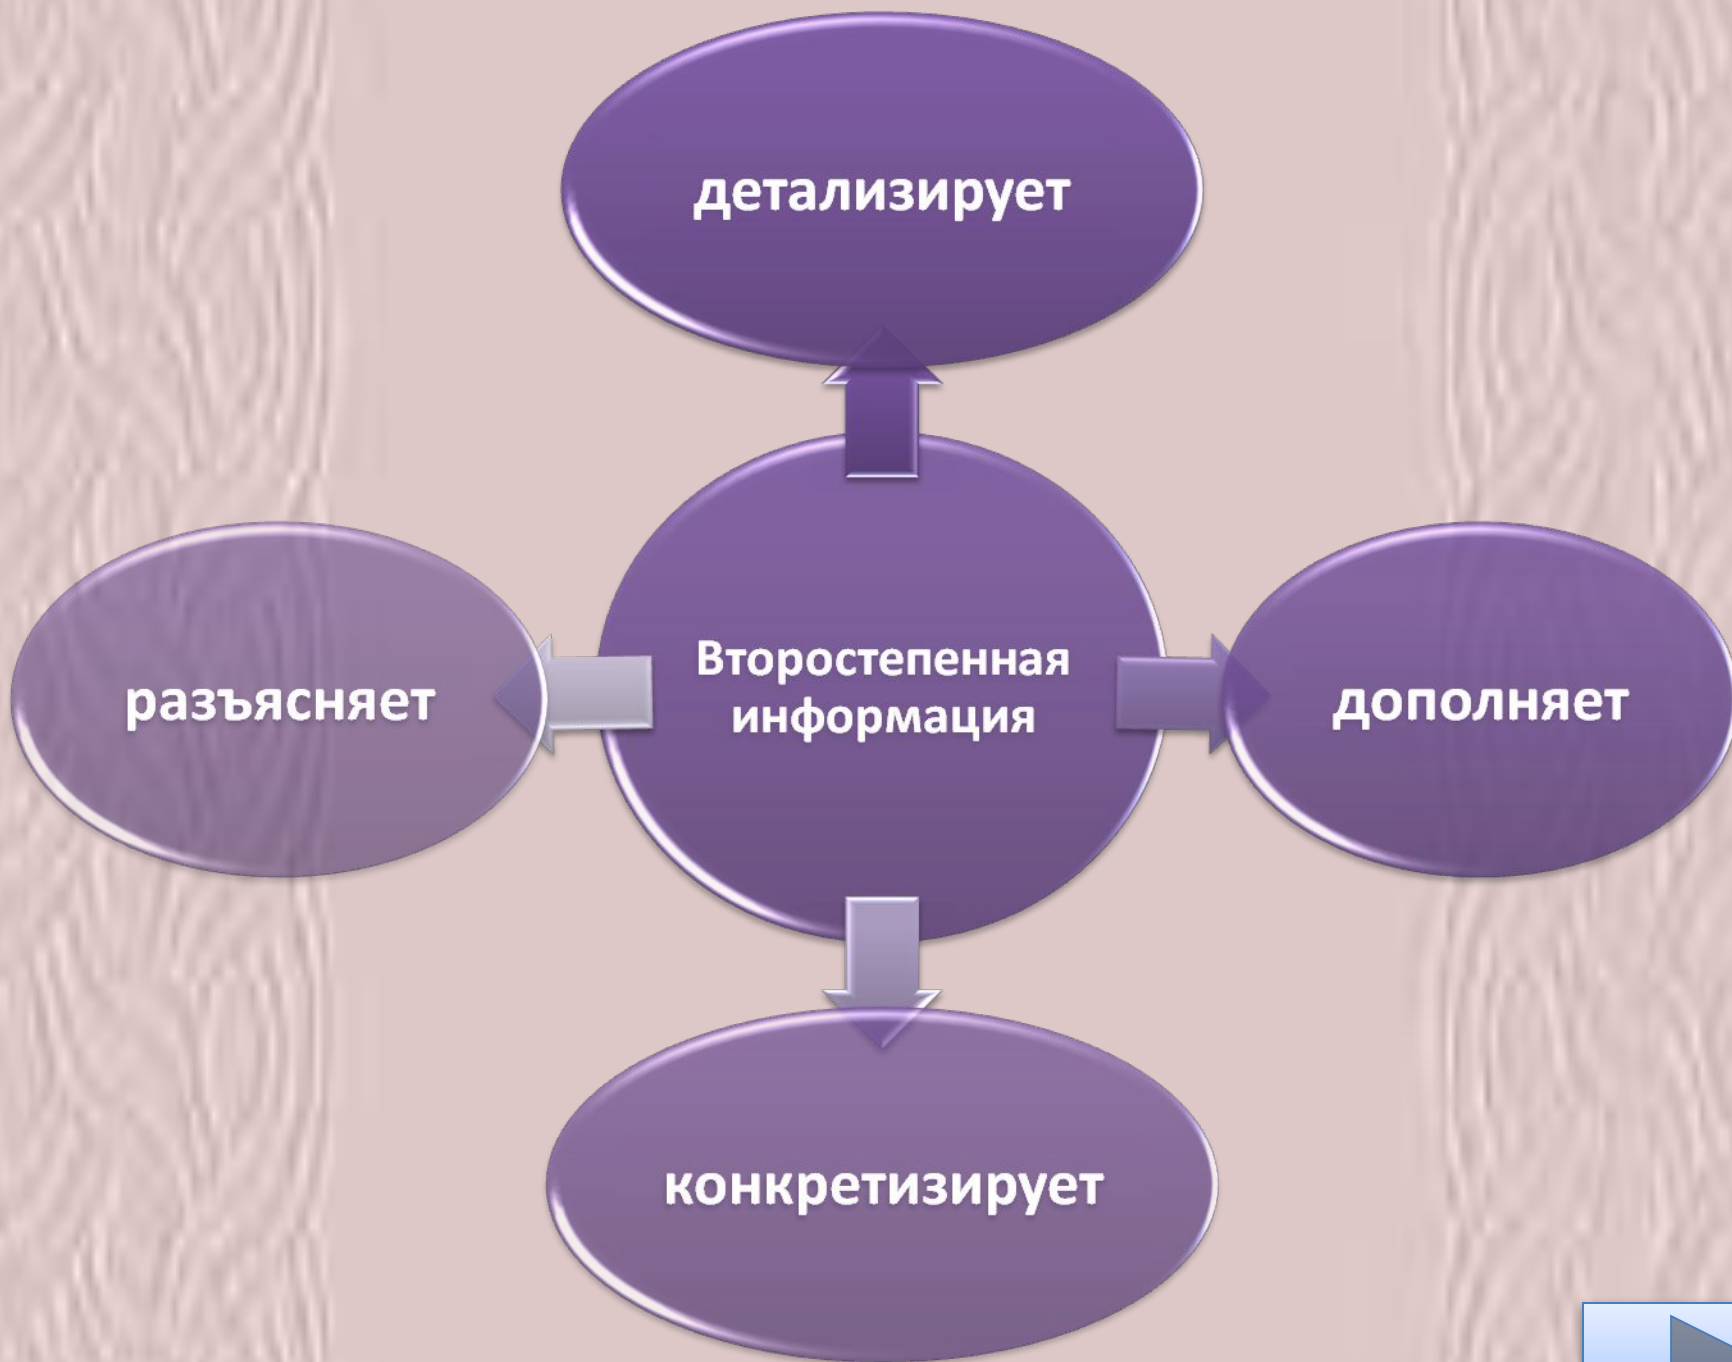 детализирует
разъясняет
Второстепенная
информация
дополняет
конкретизирует